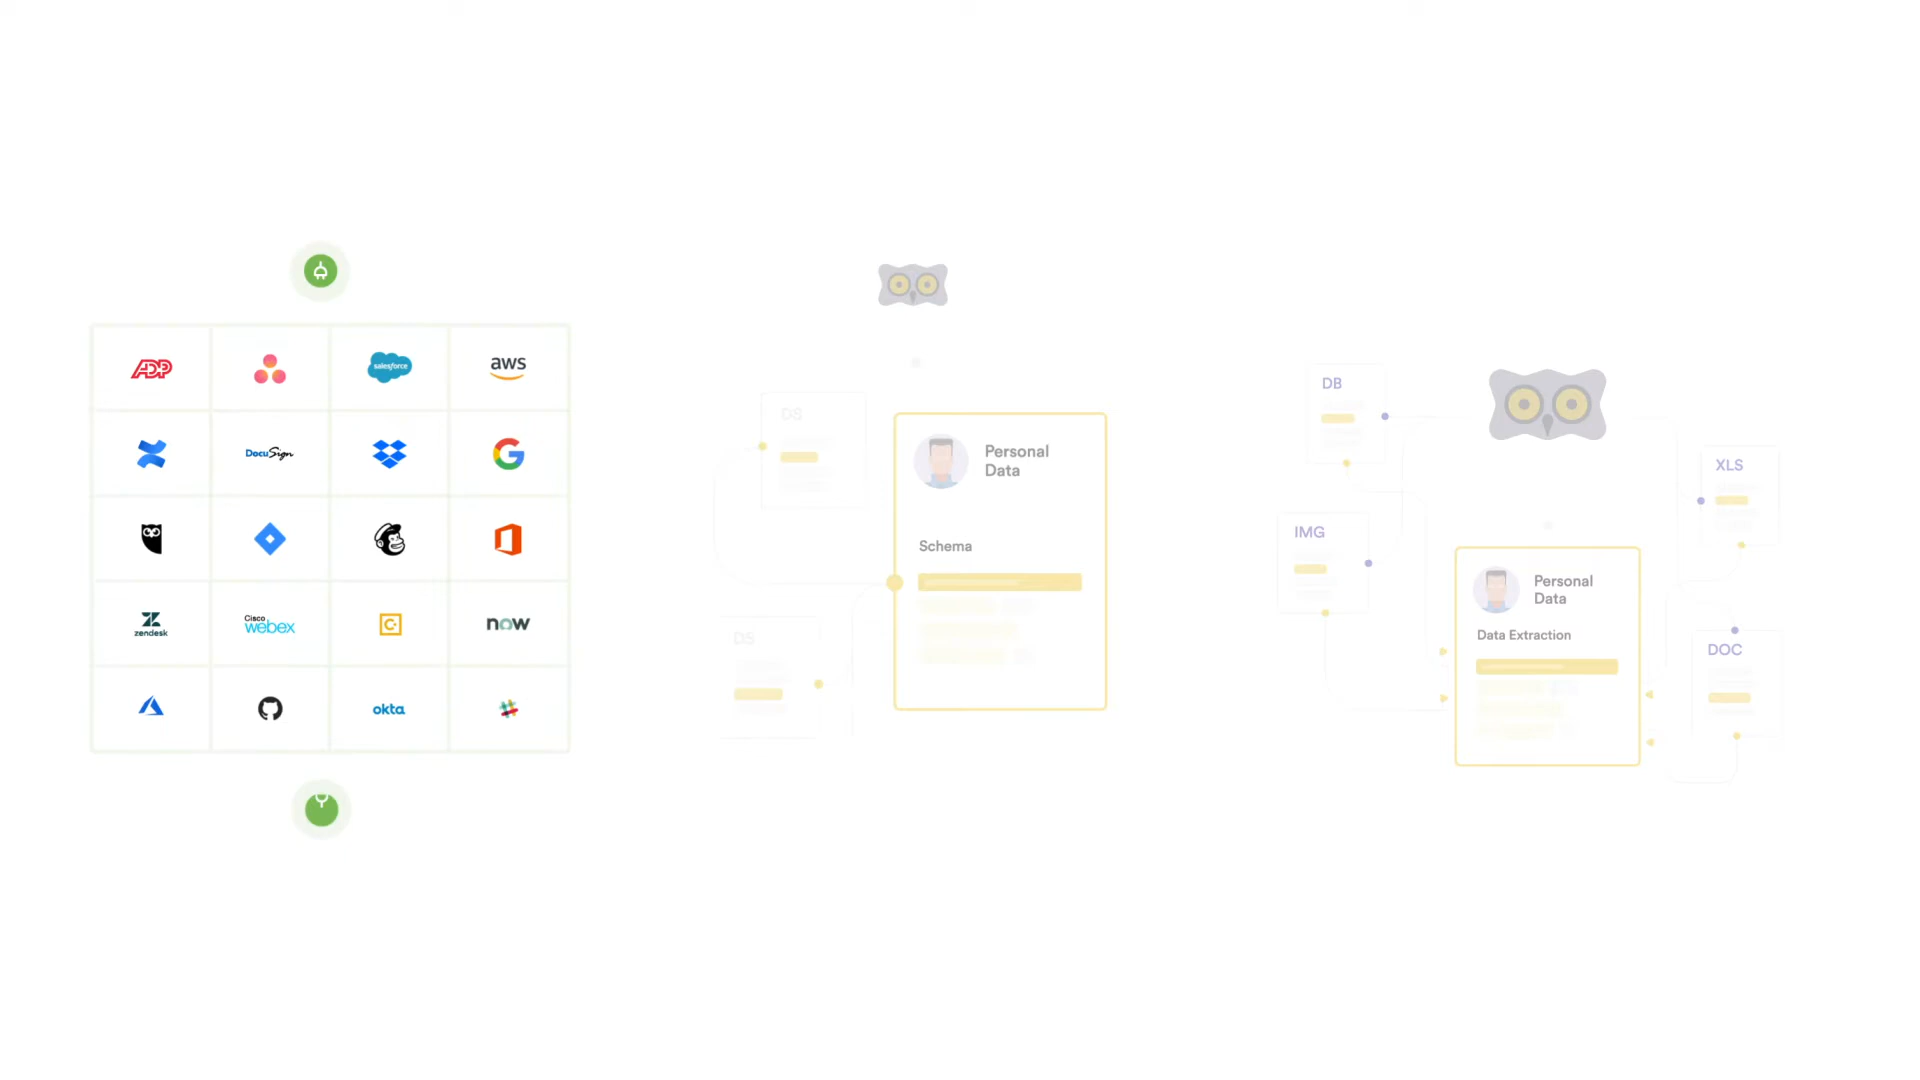 ADP
salesforce
aws
DocuSign
zendesk
Cisco
webex
now
okta
DS
Personal
Data
Schema
DS
DB
XLS
IMG
Personal
Data
Data Extraction
DOC